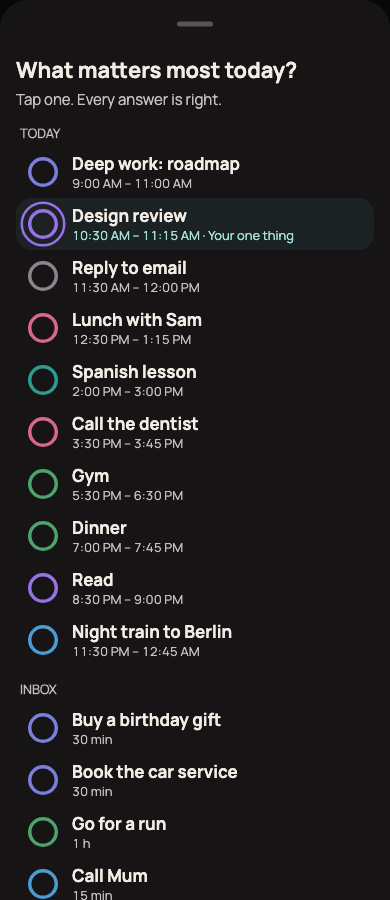 What matters most today?
Tap one. Every answer is right.
TODAY
Deep work: roadmap
9:00 AM – 11:00 AM
Design review
10:30 AM – 11:15 AM · Your one thing
Reply to email
11:30 AM – 12:00 PM
Lunch with Sam
12:30 PM – 1:15 PM
Spanish lesson
2:00 PM – 3:00 PM
Call the dentist
3:30 PM – 3:45 PM
Gym
5:30 PM – 6:30 PM
Dinner
7:00 PM – 7:45 PM
Read
8:30 PM – 9:00 PM
Night train to Berlin
11:30 PM – 12:45 AM
INBOX
Buy a birthday gift
30 min
Book the car service
30 min
Go for a run
1 h
Call Mum
15 min